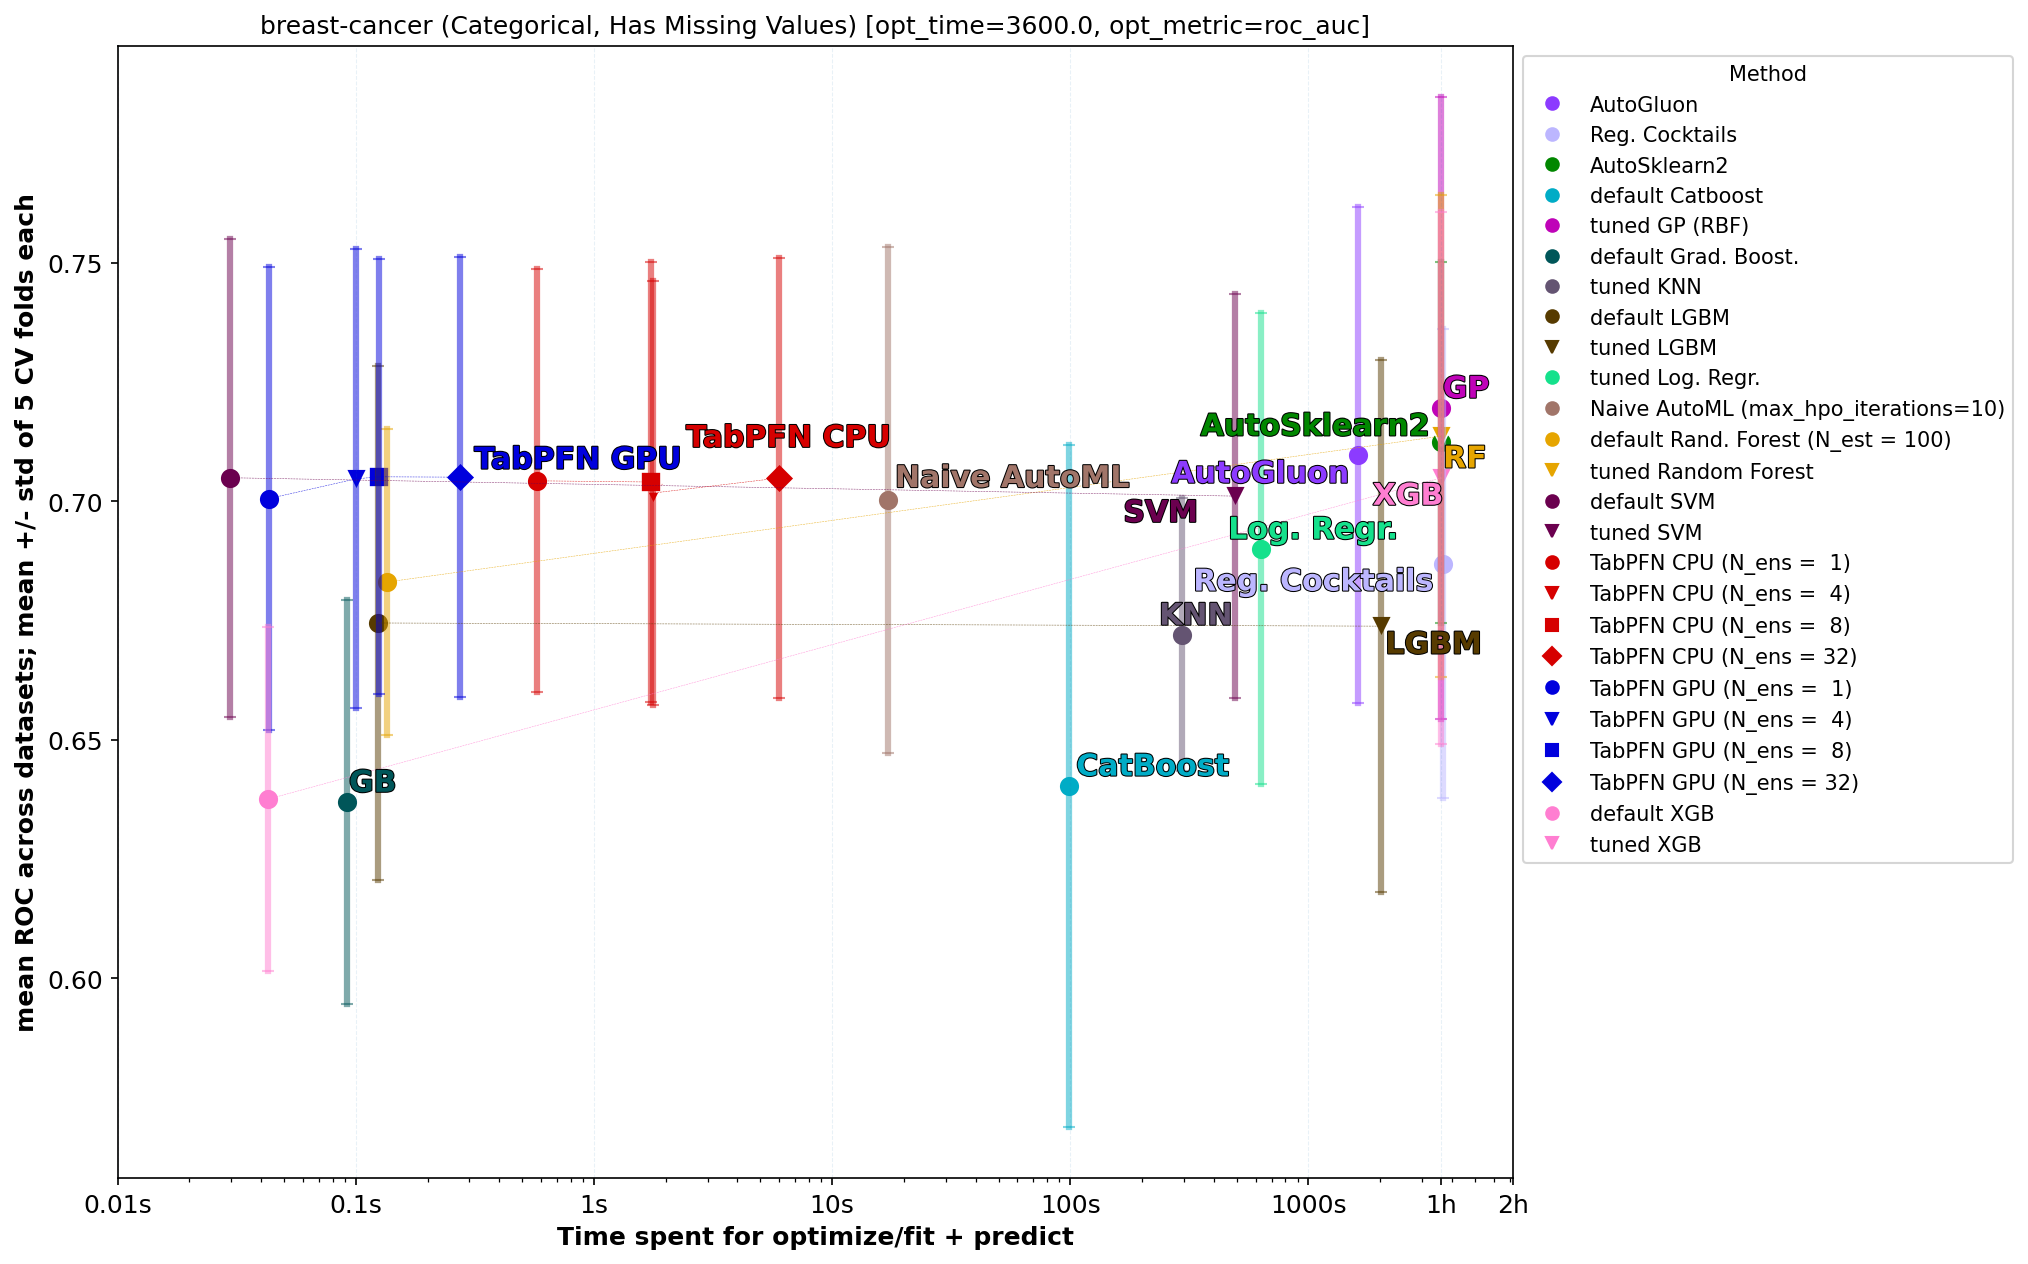 breast-cancer (Categorical, Has Missing Values) [opt_time=3600.0, opt_metric=roc_auc]
mean ROC across datasets; mean +/- std of 5 CV folds each
0.75
0.70
0.65
0.60
GP
AutoSklearn2
TabPFN CPU
TabPFN GPU
RF
AutoGluon
Naive AutoML
XGB
SVM
Log. Regr.
Reg. Cocktails
KNN
LGBM
CatBoost
GB
0.01s
0.1s
1s
10s
100s
1000s
1h
2h
Time spent for optimize/fit + predict
Method
AutoGluon
Reg. Cocktails
AutoSklearn2
default Catboost
tuned GP (RBF)
default Grad. Boost.
tuned KNN
default LGBM
tuned LGBM
tuned Log. Regr.
Naive AutoML (max_hpo_iterations=10)
default Rand. Forest (N_est = 100)
tuned Random Forest
default SVM
tuned SVM
TabPFN CPU (N_ens =  1)
TabPFN CPU (N_ens =  4)
TabPFN CPU (N_ens =  8)
TabPFN CPU (N_ens = 32)
TabPFN GPU (N_ens =  1)
TabPFN GPU (N_ens =  4)
TabPFN GPU (N_ens =  8)
TabPFN GPU (N_ens = 32)
default XGB
tuned XGB